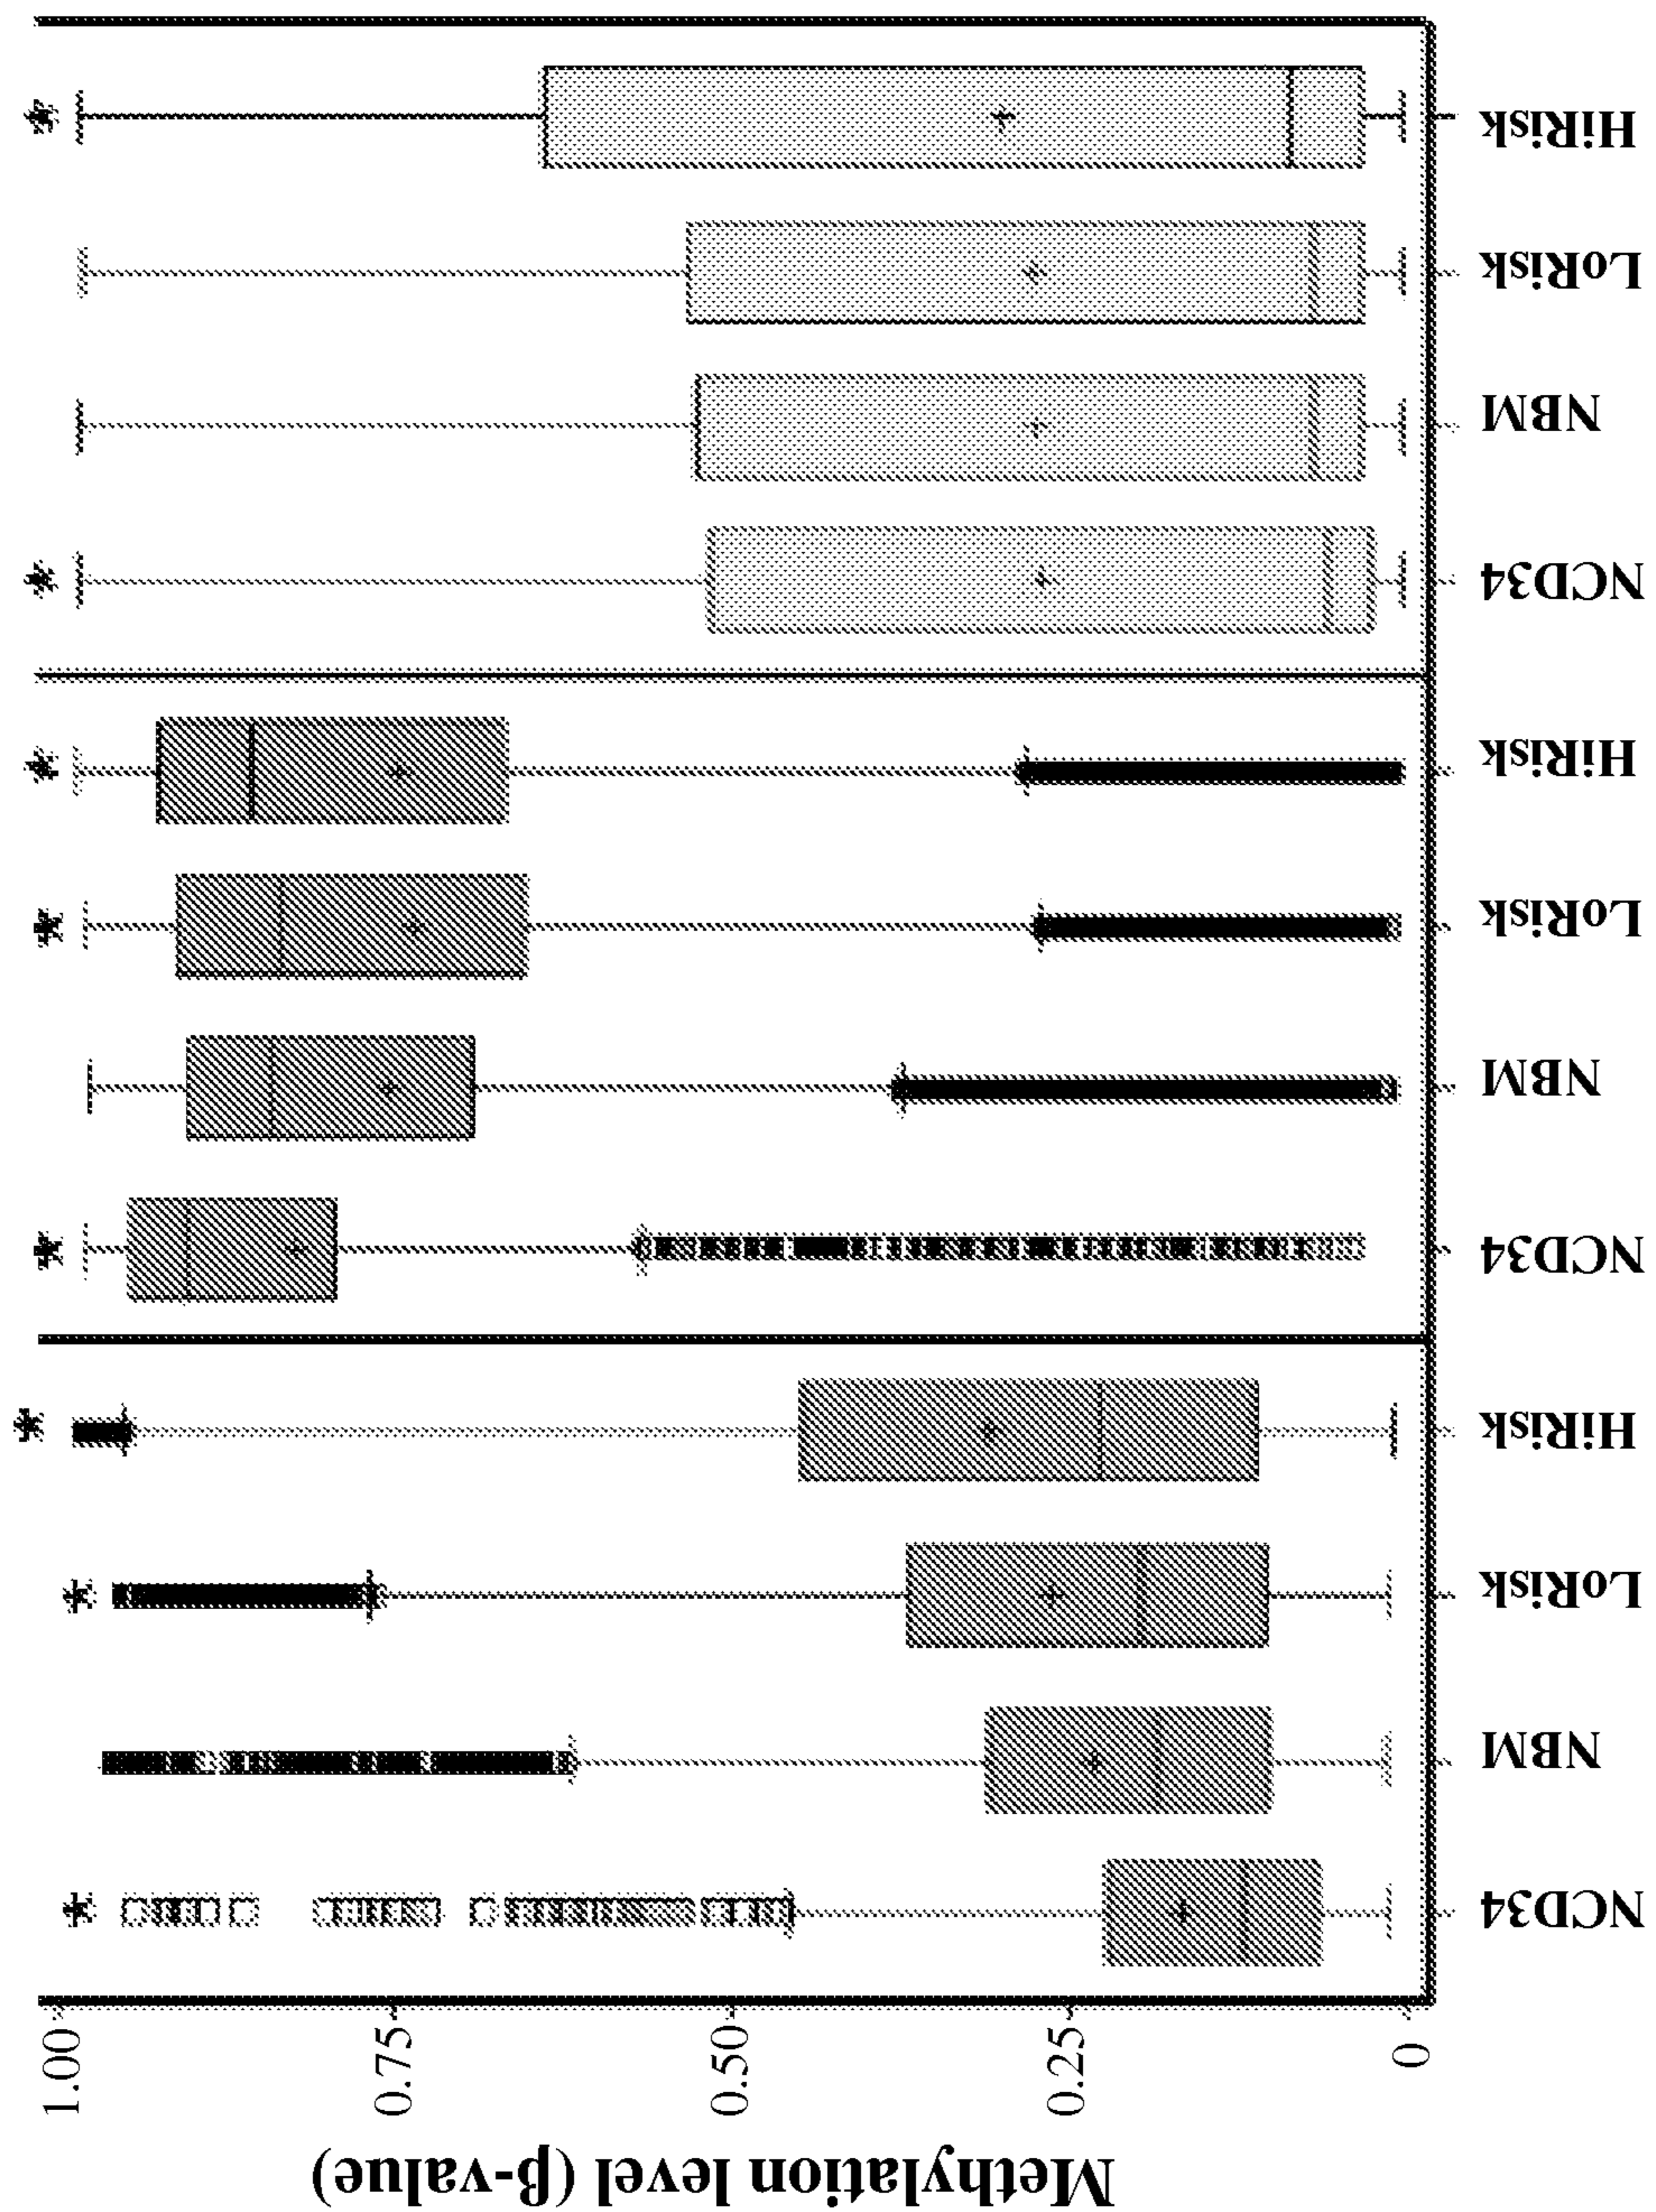 Methylation level (β-value)
1.00
0.75
0.50
0.25
0
NCD34
NBM
LoRisk
HiRisk
NCD34
NBM
LoRisk
HiRisk
NCD34
NBM
LoRisk
HiRisk